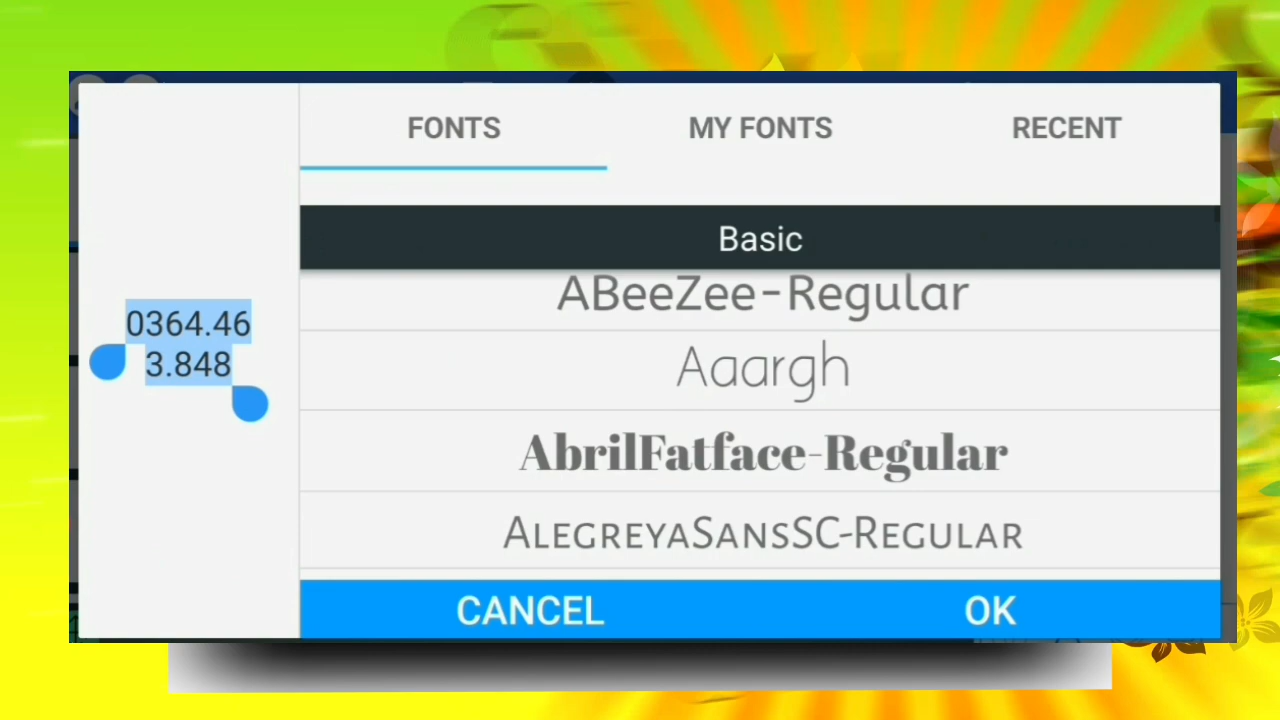 FONTS
MY FONTS
RECENT
Basic
0364.46
3.848
ABeeZee-Regular
Aaargh
AbrilFatface-Regular
AlegreyaSansSC-Regular
CANCEL
OK